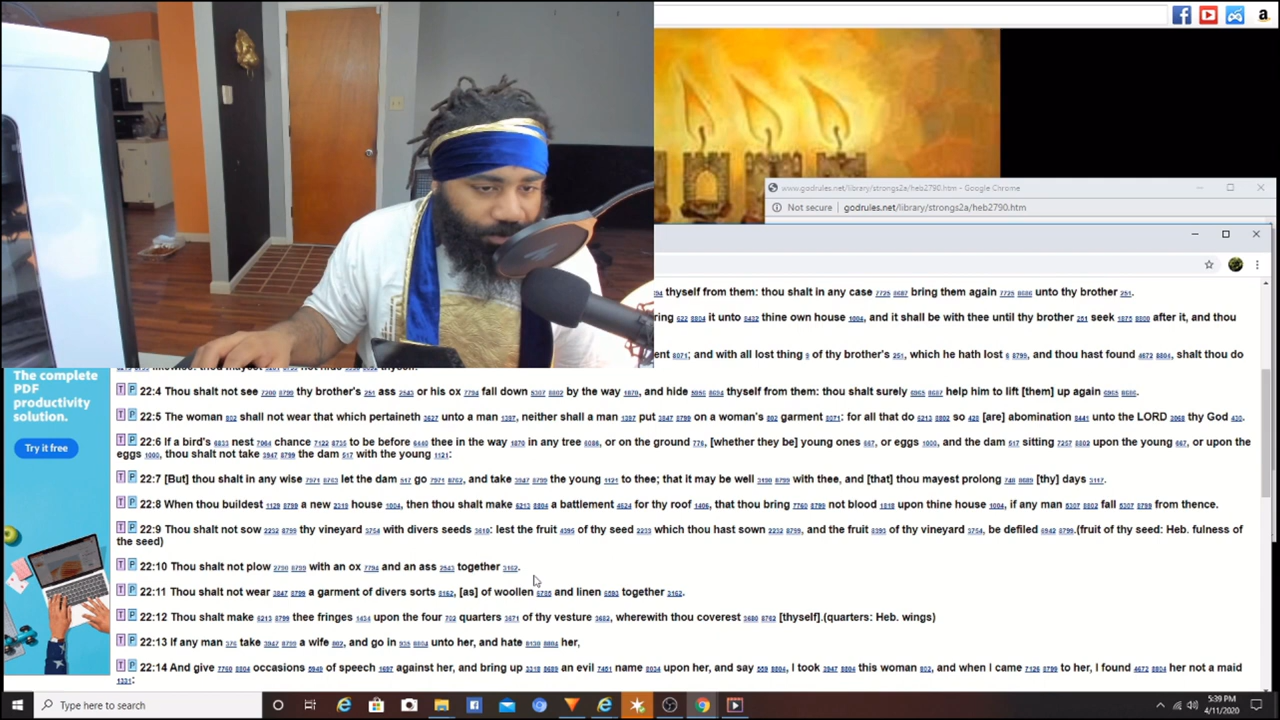 www.godrules.net/library/strongs2a/heb2790.htm - Google Chrome
Not secure godrules.net/library/strongs2a/heb2790.htm
thyself from them: thou shalt in any case 7725 8687 bring them again 7725 8686 unto thy brother 251.
622 8804 it unto 8432 thine own house 1004, and it shall be with thee until thy brother 251 seek 1875 8800 after it, and thou
8071; and with all lost thing 9 of thy brother's 251, which he hath lost 6 8799, and thou hast found 4672 8804, shalt thou do
The complete
PDF
productivity
solution.
Try it free
T P 22:4 Thou shalt not see 7200 8799 thy brother's 251 ass 2543 or his ox 7794 fall down 5307 8802 by the way 1870, and hide 5956 8694 thyself from them: thou shalt surely 6965 8687 help him to lift [them] up again 6965 8686.
T P 22:5 The woman 802 shall not wear that which pertaineth 3627 unto a man 1397, neither shall a man 1397 put 3847 8799 on a woman's 802 garment 8071: for all that do 6213 8802 so 428 [are] abomination 8441 unto the LORD 3068 thy God 430.
T P 22:6 If a bird's 6833 nest 7064 chance 7122 8735 to be before 6440 thee in the way 1870 in any tree 6086, or on the ground 776, [whether they be] young ones 667, or eggs 1000, and the dam 517 sitting 7257 8802 upon the young 667, or upon the
eggs 1000, thou shalt not take 3947 8799 the dam 517 with the young 1121:
T P 22:7 [But] thou shalt in any wise 7971 8763 let the dam 517 go 7971 8762, and take 3947 8799 the young 1121 to thee; that it may be well 3190 8799 with thee, and [that] thou mayest prolong 748 8689 [thy] days 3117.
T P 22:8 When thou buildest 1129 8799 a new 2319 house 1004, then thou shalt make 6213 8804 a battlement 4624 for thy roof 1406, that thou bring 7760 8799 not blood 1818 upon thine house 1004, if any man 5307 8802 fall 5307 8799 from thence.
T P 22:9 Thou shalt not sow 2232 8799 thy vineyard 3754 with divers seeds 3610: lest the fruit 4395 of thy seed 2233 which thou hast sown 2232 8799, and the fruit 8393 of thy vineyard 3754, be defiled 6942 8799.(fruit of thy seed: Heb. fulness of
the seed)
T P 22:10 Thou shalt not plow 2790 8799 with an ox 7794 and an ass 2543 together 3162.
T P 22:11 Thou shalt not wear 3847 8799 a garment of divers sorts 8162, [as] of woollen 6785 and linen 6593 together 3162.
T P 22:12 Thou shalt make 6213 8799 thee fringes 1434 upon the four 702 quarters 3671 of thy vesture 3682, wherewith thou coverest 3680 8762 [thyself].(quarters: Heb. wings)
T P 22:13 If any man 376 take 3947 8799 a wife 802, and go in 935 8804 unto her, and hate 8130 8804 her,
T P 22:14 And give 7760 8804 occasions 5949 of speech 1697 against her, and bring up 3318 8689 an evil 7451 name 8034 upon her, and say 559 8804, I took 3947 8804 this woman 802, and when I came 7126 8799 to her, I found 4672 8804 her not a maid
1331:
Type here to search
5:39 PM
4/11/2020